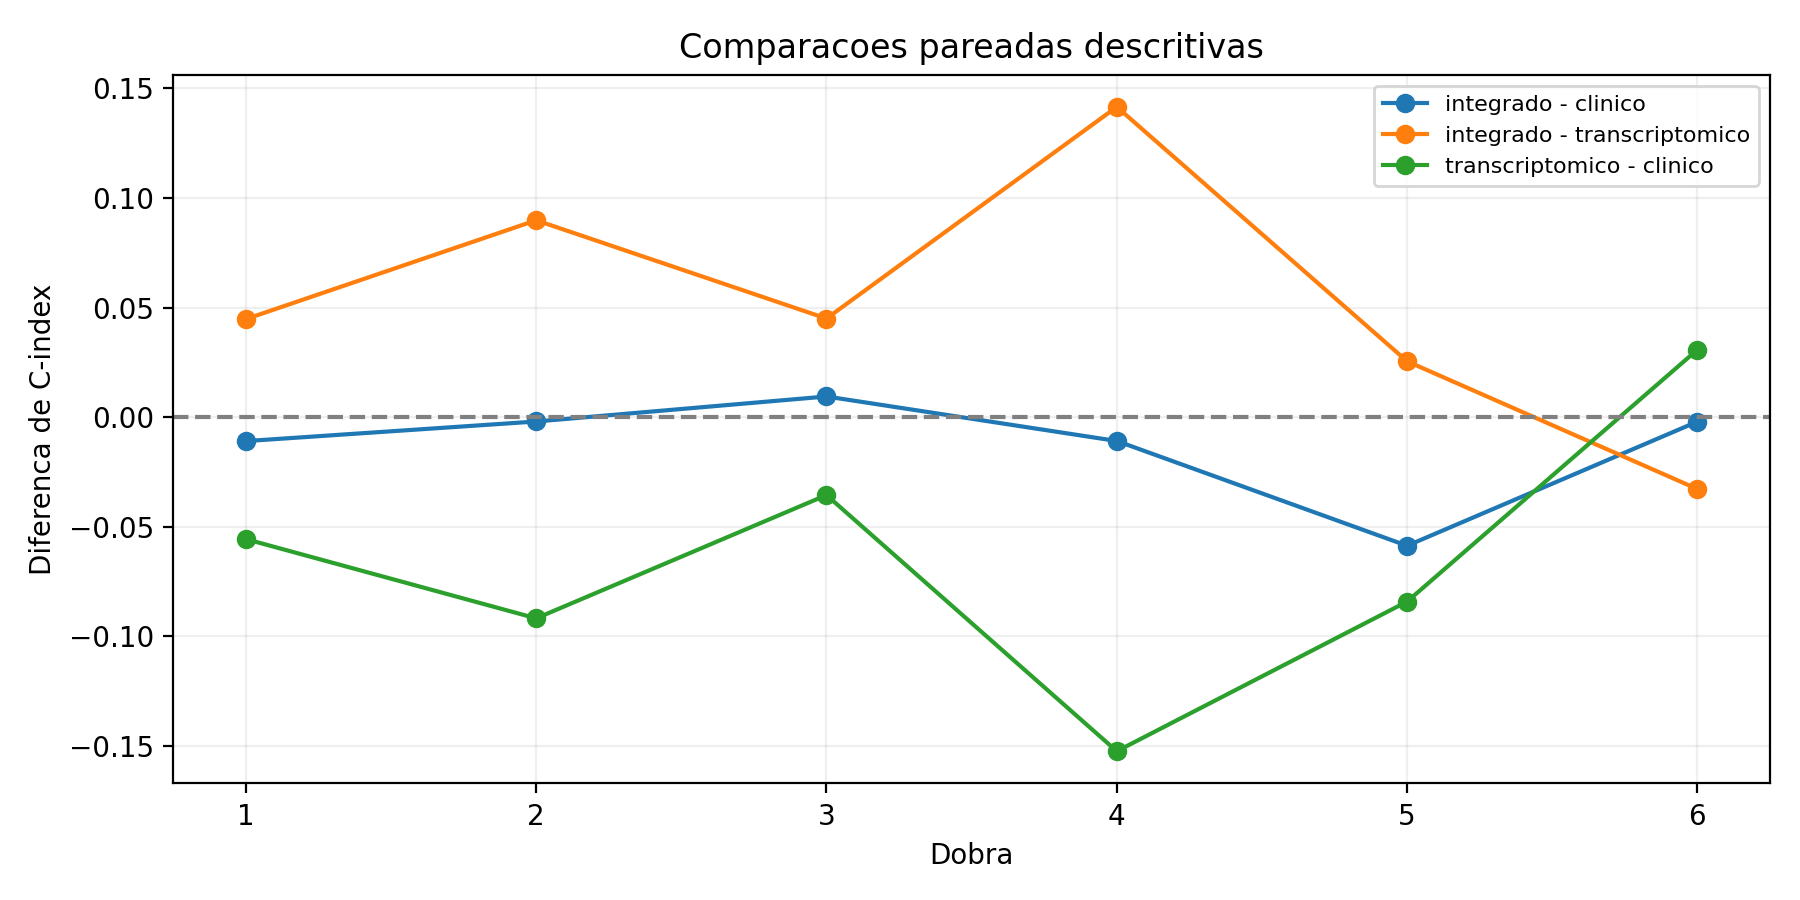 Comparacoes pareadas descritivas
integrado - clinico
integrado - transcriptomico
transcriptomico - clinico
Diferenca de C-index
0.15
0.10
0.05
0.00
−0.05
−0.10
−0.15
1 2 3 4 5 6
Dobra